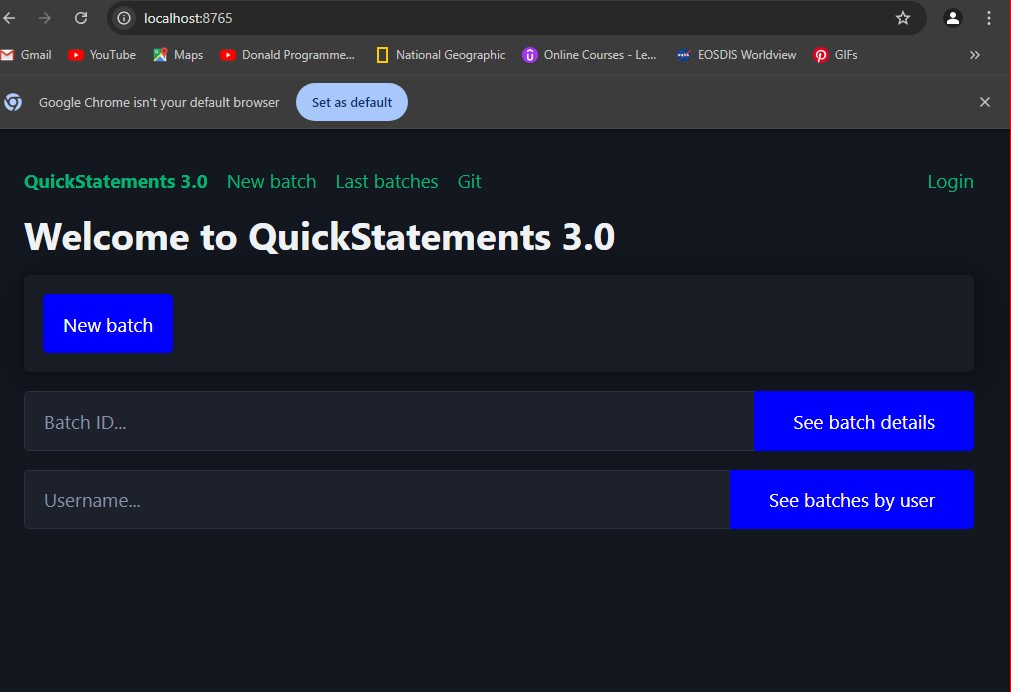 localhost:8765
Gmail YouTube Maps Donald Programme... National Geographic Online Courses - Le... EOSDIS Worldview GIFs
Google Chrome isn't your default browser Set as default
QuickStatements 3.0 New batch Last batches Git Login
Welcome to QuickStatements 3.0
New batch
Batch ID... See batch details
Username... See batches by user